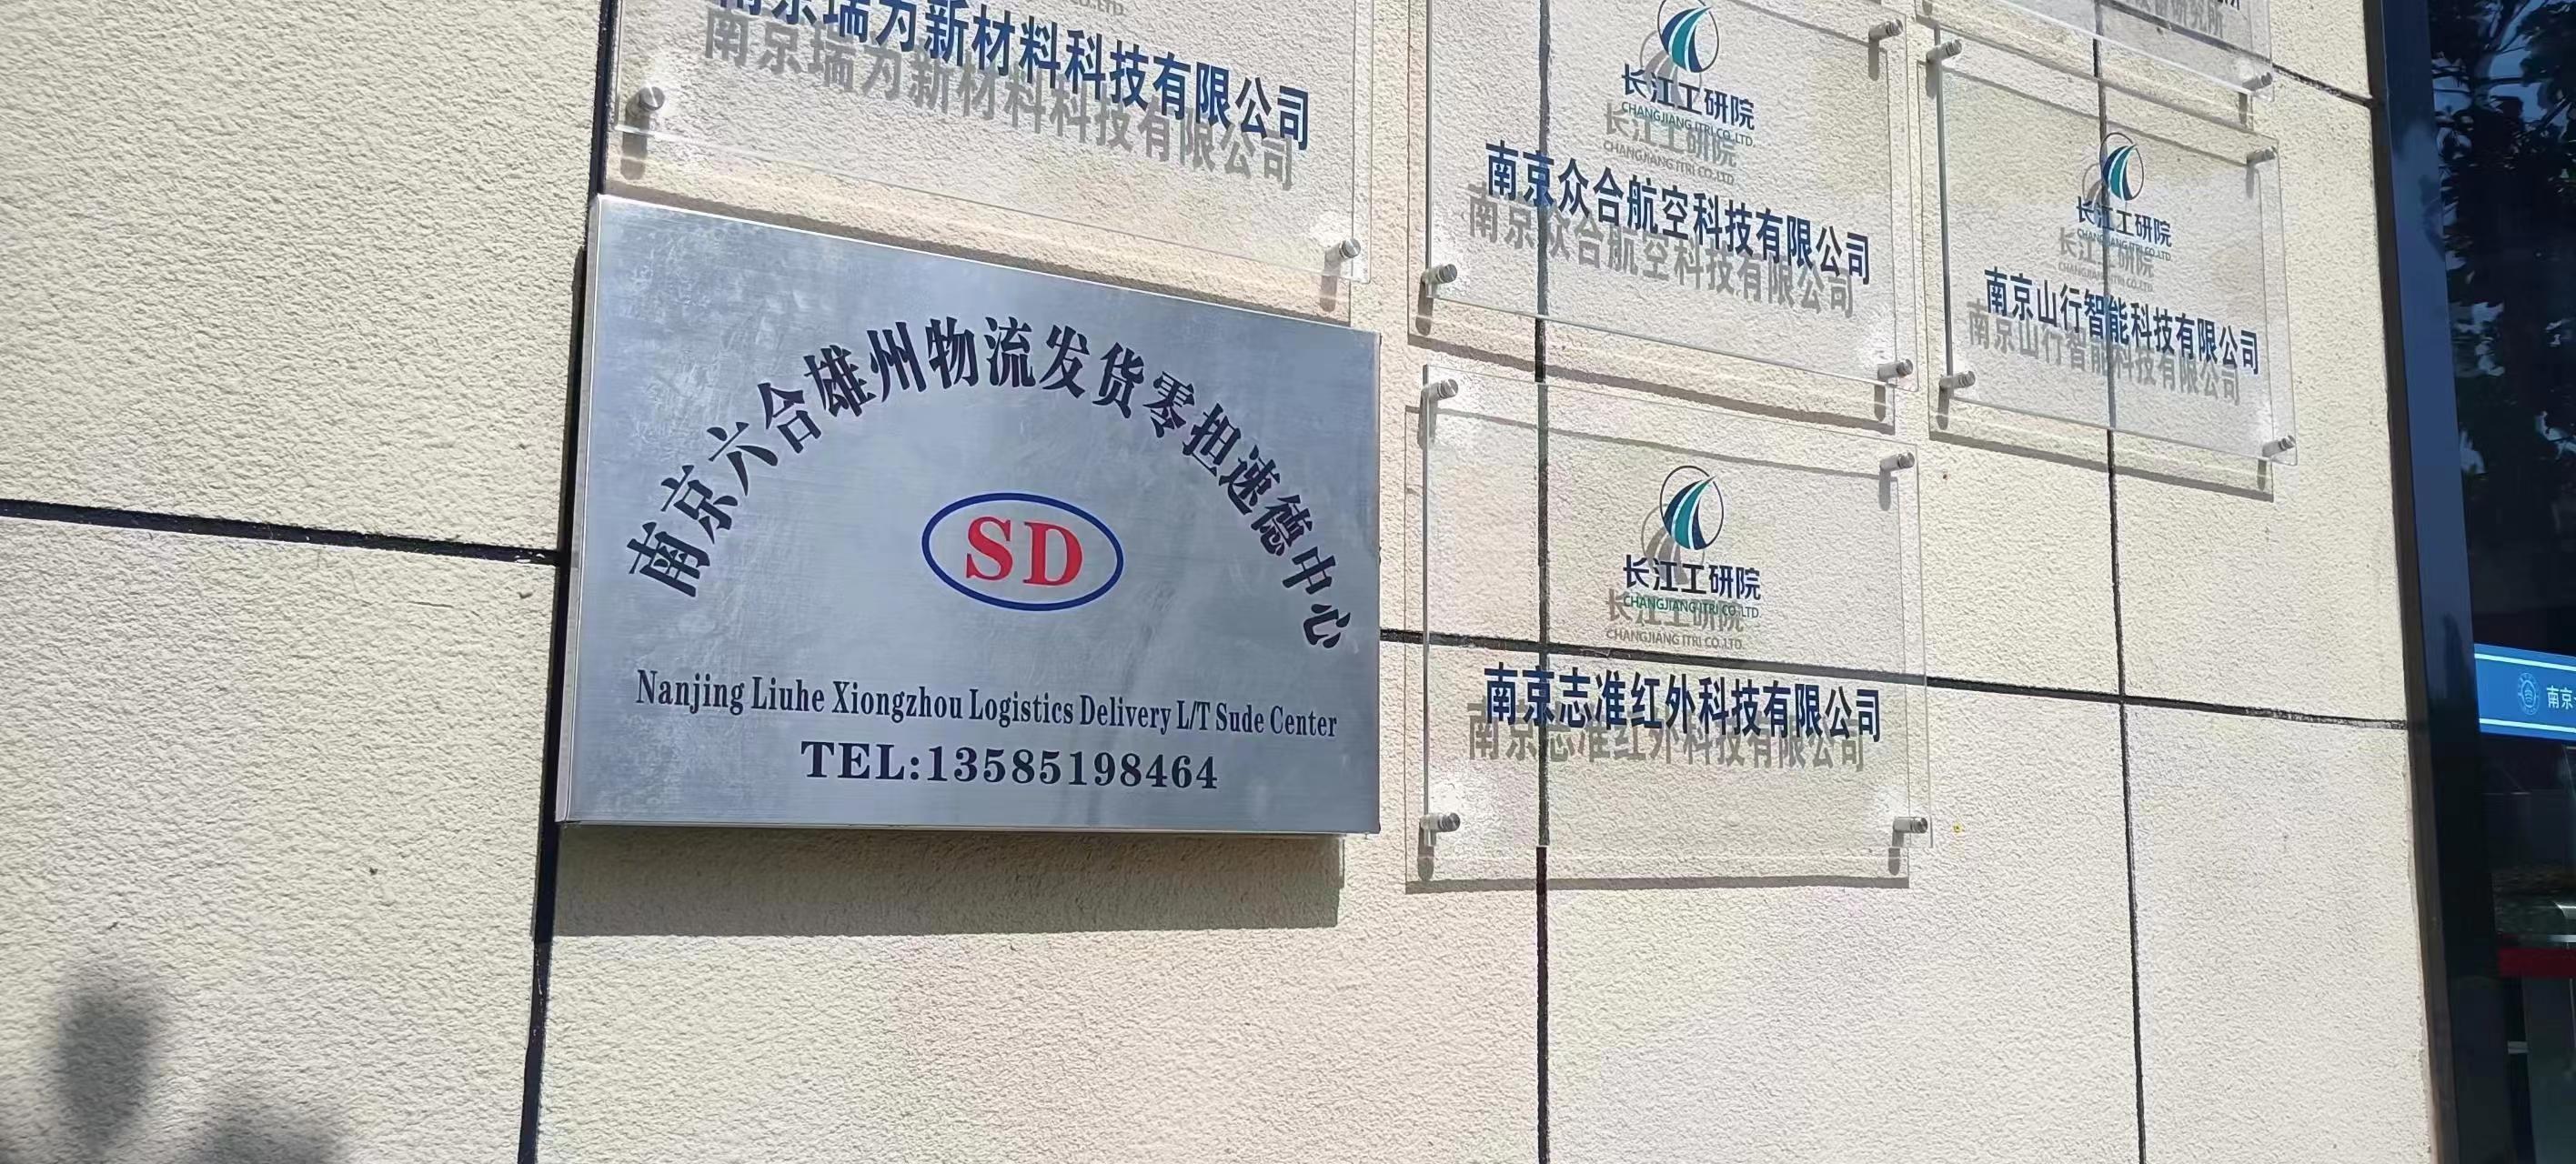 南京瑞为新材料科技有限公司
南京六合雄州物流发货零担速德中心
SD
Nanjing Liuhe Xiongzhou Logistics Delivery L/T Sude Center
TEL:13585198464
长江工研院
CHANGJIANG ITRI CO.,LTD.
南京众合航空科技有限公司
长江工研院
CHANGJIANG ITRI CO.,LTD.
南京志准红外科技有限公司
长江工研院
CHANGJIANG ITRI CO.,LTD.
南京山行智能科技有限公司
南京